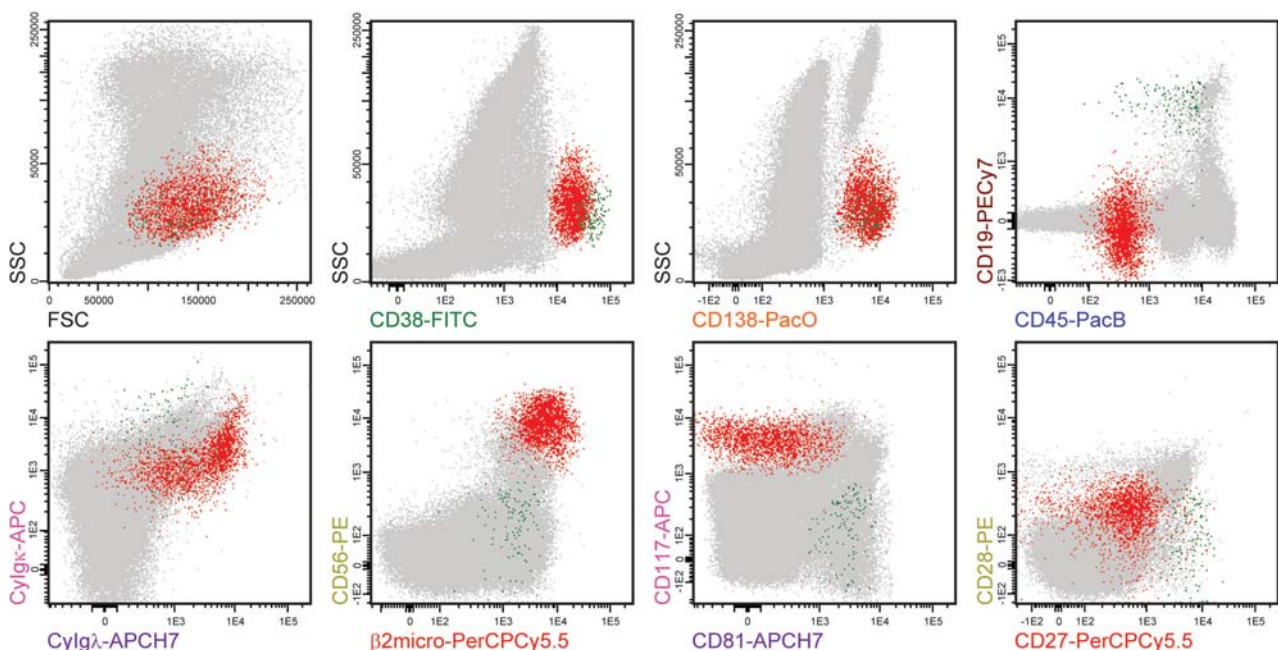 250000
50000
0
SSC
0 50000 150000 250000
FSC
250000
50000
0
SSC
0 1E2 1E3 1E4 1E5
CD38-FITC
250000
50000
0
SSC
-1E2 0 1E2 1E3 1E4 1E5
CD138-PacO
1E5
1E4
1E3
0
-1E3
CD19-PECy7
0 1E2 1E3 1E4 1E5
CD45-PacB
1E5
1E4
1E3
1E2
0
CyIgκ-APC
0 1E3 1E4 1E5
CyIgλ-APCH7
1E5
1E4
1E3
1E2
0
-1E2
CD56-PE
0 1E2 1E3 1E4 1E5
β2micro-PerCPCy5.5
1E5
1E4
1E3
1E2
0
-1E2
CD117-APC
0 1E2 1E3 1E4 1E5
CD81-APCH7
1E5
1E4
1E3
1E2
0
CD28-PE
0 1E2 1E3 1E4 1E5
CD27-PerCPCy5.5